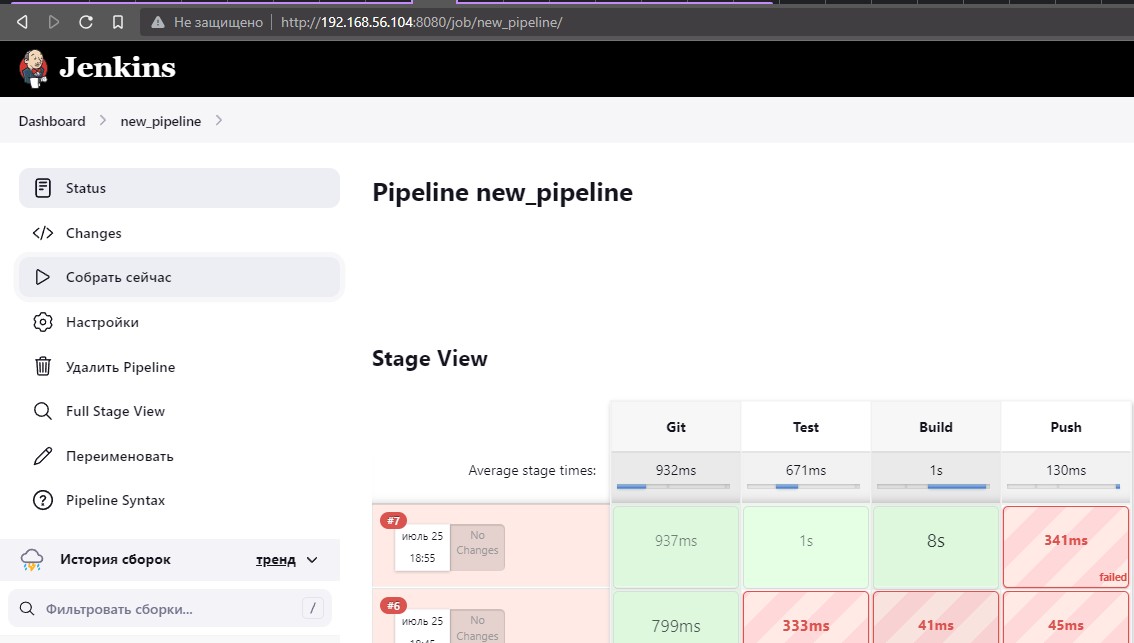 Не защищено http://192.168.56.104:8080/job/new_pipeline/
Jenkins
Dashboard new_pipeline
Status
Changes
Собрать сейчас
Настройки
Удалить Pipeline
Full Stage View
Переименовать
Pipeline Syntax
История сборок тренд
Фильтровать сборки... /
Pipeline new_pipeline
Stage View
Git Test Build Push
Average stage times: 932ms 671ms 1s 130ms
#7
июль 25
18:55
No
Changes
937ms 1s 8s 341ms
failed
#6
июль 25
18:45
No
Changes
799ms 333ms 41ms 45ms